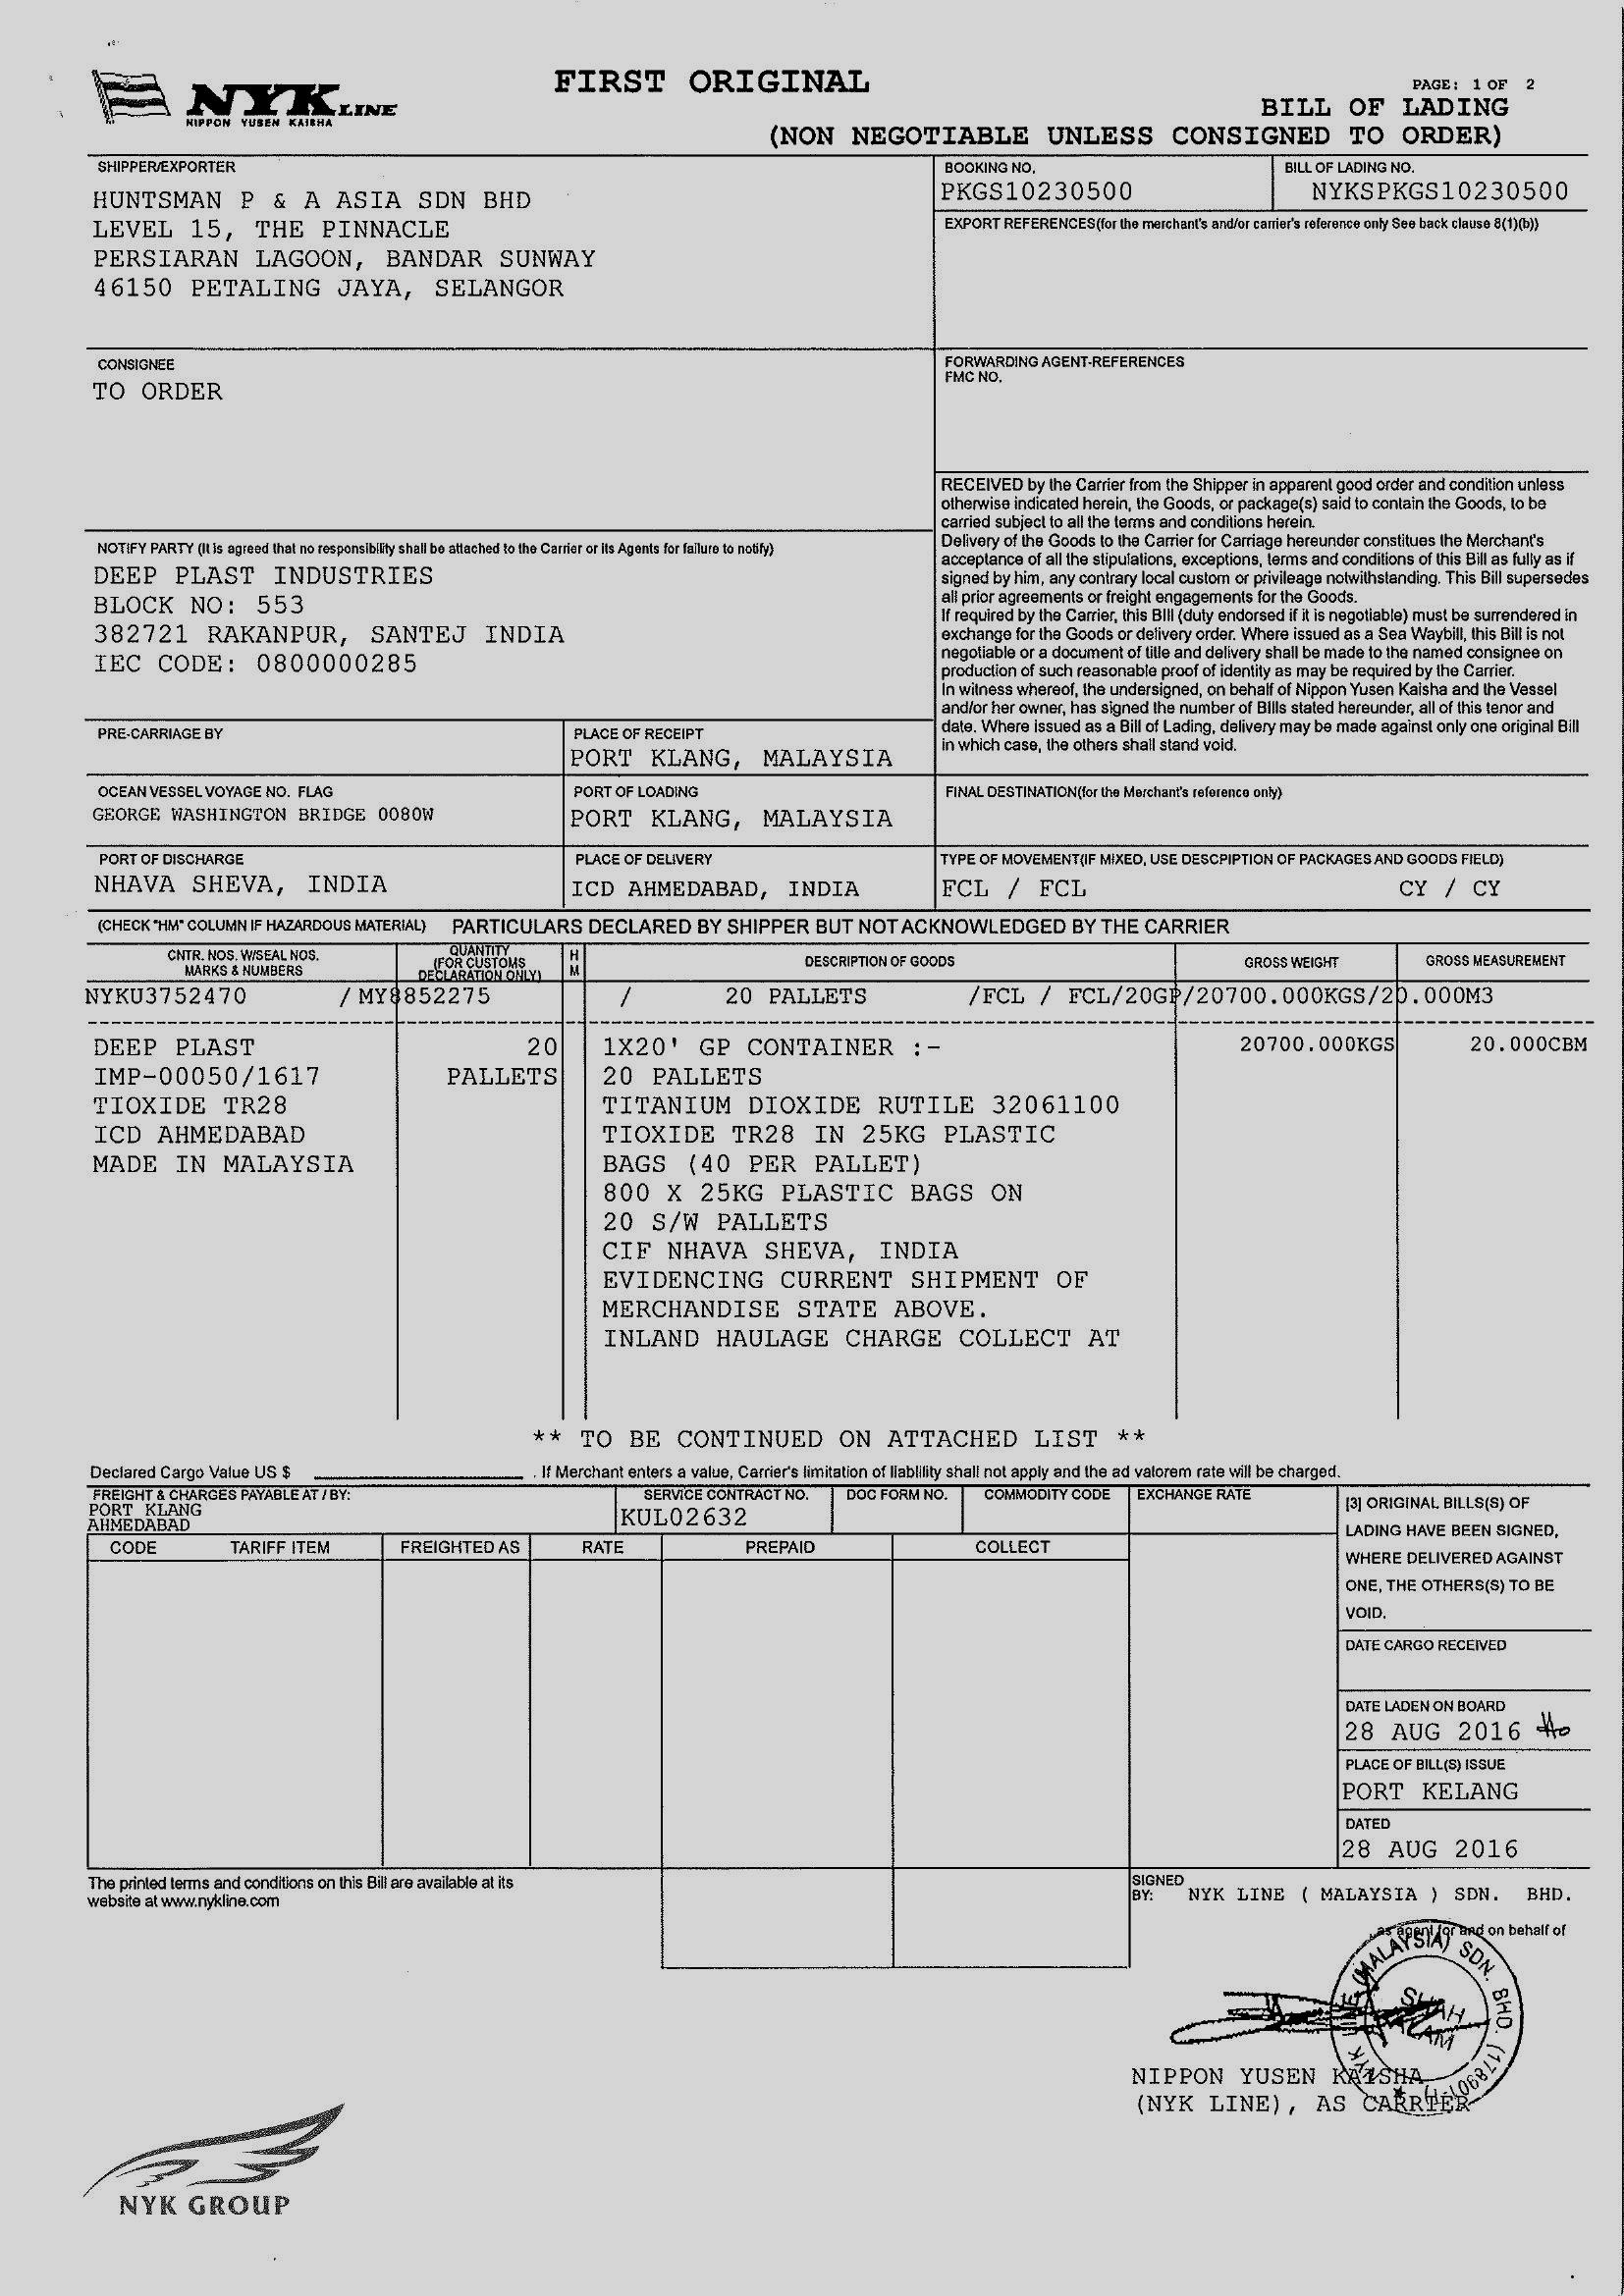 FIRST ORIGINAL
PAGE: 1 OF 2
NYK LINE
NIPPON YUSEN KAISHA
BILL OF LADING
(NON NEGOTIABLE UNLESS CONSIGNED TO ORDER)
SHIPPER/EXPORTER
HUNTSMAN P & A ASIA SDN BHD
LEVEL 15, THE PINNACLE
PERSIARAN LAGOON, BANDAR SUNWAY
46150 PETALING JAYA, SELANGOR
BOOKING NO.
PKGS10230500
BILL OF LADING NO.
NYKSPKGS10230500
EXPORT REFERENCES(for the merchant's and/or carrier's reference only See back clause 8(1)(b))
CONSIGNEE
TO ORDER
FORWARDING AGENT-REFERENCES
FMC NO.
NOTIFY PARTY (It is agreed that no responsibility shall be attached to the Carrier or its Agents for failure to notify)
DEEP PLAST INDUSTRIES
BLOCK NO: 553
382721 RAKANPUR, SANTEJ INDIA
IEC CODE: 0800000285
RECEIVED by the Carrier from the Shipper in apparent good order and condition unless
otherwise indicated herein, the Goods, or package(s) said to contain the Goods, to be
carried subject to all the terms and conditions herein.
Delivery of the Goods to the Carrier for Carriage hereunder constitues the Merchant's
acceptance of all the stipulations, exceptions, terms and conditions of this Bill as fully as if
signed by him, any contrary local custom or privileage notwithstanding. This Bill supersedes
all prior agreements or freight engagements for the Goods.
If required by the Carrier, this Bill (duty endorsed if it is negotiable) must be surrendered in
exchange for the Goods or delivery order. Where issued as a Sea Waybill, this Bill is not
negotiable or a document of title and delivery shall be made to the named consignee on
production of such reasonable proof of identity as may be required by the Carrier.
In witness whereof, the undersigned, on behalf of Nippon Yusen Kaisha and the Vessel
and/or her owner, has signed the number of Bills stated hereunder, all of this tenor and
date. Where issued as a Bill of Lading, delivery may be made against only one original Bill
in which case, the others shall stand void.
PRE-CARRIAGE BY
PLACE OF RECEIPT
PORT KLANG, MALAYSIA
OCEAN VESSEL VOYAGE NO. FLAG
GEORGE WASHINGTON BRIDGE 0080W
PORT OF LOADING
PORT KLANG, MALAYSIA
FINAL DESTINATION(for the Merchant's reference only)
PORT OF DISCHARGE
NHAVA SHEVA, INDIA
PLACE OF DELIVERY
ICD AHMEDABAD, INDIA
TYPE OF MOVEMENT(IF MIXED, USE DESCPIPTION OF PACKAGES AND GOODS FIELD)
FCL / FCL CY / CY
(CHECK "HM" COLUMN IF HAZARDOUS MATERIAL) PARTICULARS DECLARED BY SHIPPER BUT NOT ACKNOWLEDGED BY THE CARRIER
CNTR. NOS. W/SEAL NOS.
MARKS & NUMBERS
QUANTITY
(FOR CUSTOMS
DECLARATION ONLY)
H
M
DESCRIPTION OF GOODS
GROSS WEIGHT
GROSS MEASUREMENT
NYKU3752470 / MY8852275 / 20 PALLETS /FCL / FCL/20GP/20700.000KGS/20.000M3
DEEP PLAST
IMP-00050/1617
TIOXIDE TR28
ICD AHMEDABAD
MADE IN MALAYSIA
20
PALLETS
1X20' GP CONTAINER :-
20 PALLETS
TITANIUM DIOXIDE RUTILE 32061100
TIOXIDE TR28 IN 25KG PLASTIC
BAGS (40 PER PALLET)
800 X 25KG PLASTIC BAGS ON
20 S/W PALLETS
CIF NHAVA SHEVA, INDIA
EVIDENCING CURRENT SHIPMENT OF
MERCHANDISE STATE ABOVE.
INLAND HAULAGE CHARGE COLLECT AT
20700.000KGS
20.000CBM
** TO BE CONTINUED ON ATTACHED LIST **
Declared Cargo Value US $ . If Merchant enters a value, Carrier's limitation of liablility shall not apply and the ad valorem rate will be charged.
FREIGHT & CHARGES PAYABLE AT / BY:
PORT KLANG
AHMEDABAD
SERVICE CONTRACT NO.
KUL02632
DOC FORM NO.
COMMODITY CODE
EXCHANGE RATE
CODE TARIFF ITEM FREIGHTED AS RATE PREPAID COLLECT
[3] ORIGINAL BILLS(S) OF
LADING HAVE BEEN SIGNED,
WHERE DELIVERED AGAINST
ONE, THE OTHERS(S) TO BE
VOID.
DATE CARGO RECEIVED
DATE LADEN ON BOARD
28 AUG 2016
PLACE OF BILL(S) ISSUE
PORT KELANG
DATED
28 AUG 2016
The printed terms and conditions on this Bill are available at its
website at www.nykline.com
SIGNED
BY: NYK LINE ( MALAYSIA ) SDN. BHD.
as agent for and on behalf of
NYK LINE (MALAYSIA) SDN. BHD.
SHAH
ALAM
NIPPON YUSEN KAISHA
(NYK LINE), AS CARRIER
NYK GROUP